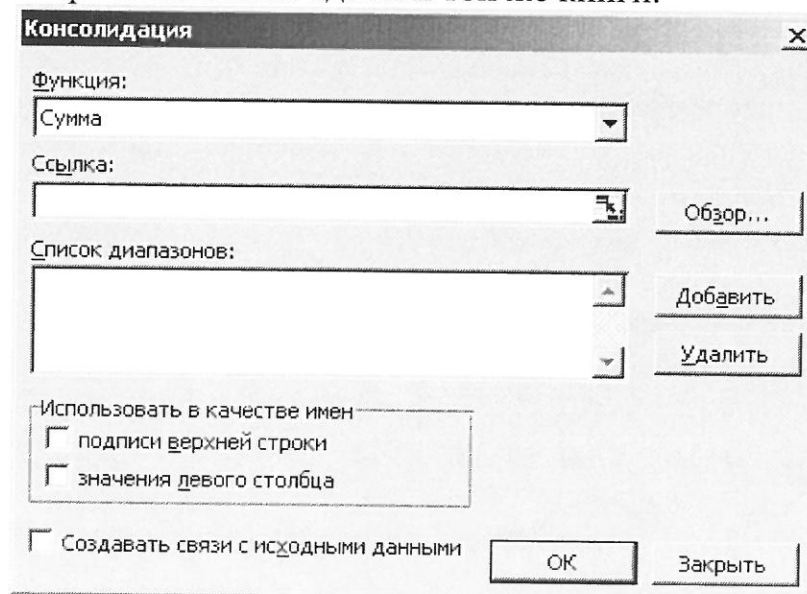 Консолидация
Функция:
Сумма
Ссылка:
Обзор...
Список диапазонов:
Добавить
Удалить
Использовать в качестве имен
подписи верхней строки
значения левого столбца
Создавать связи с исходными данными
ОК
Закрыть